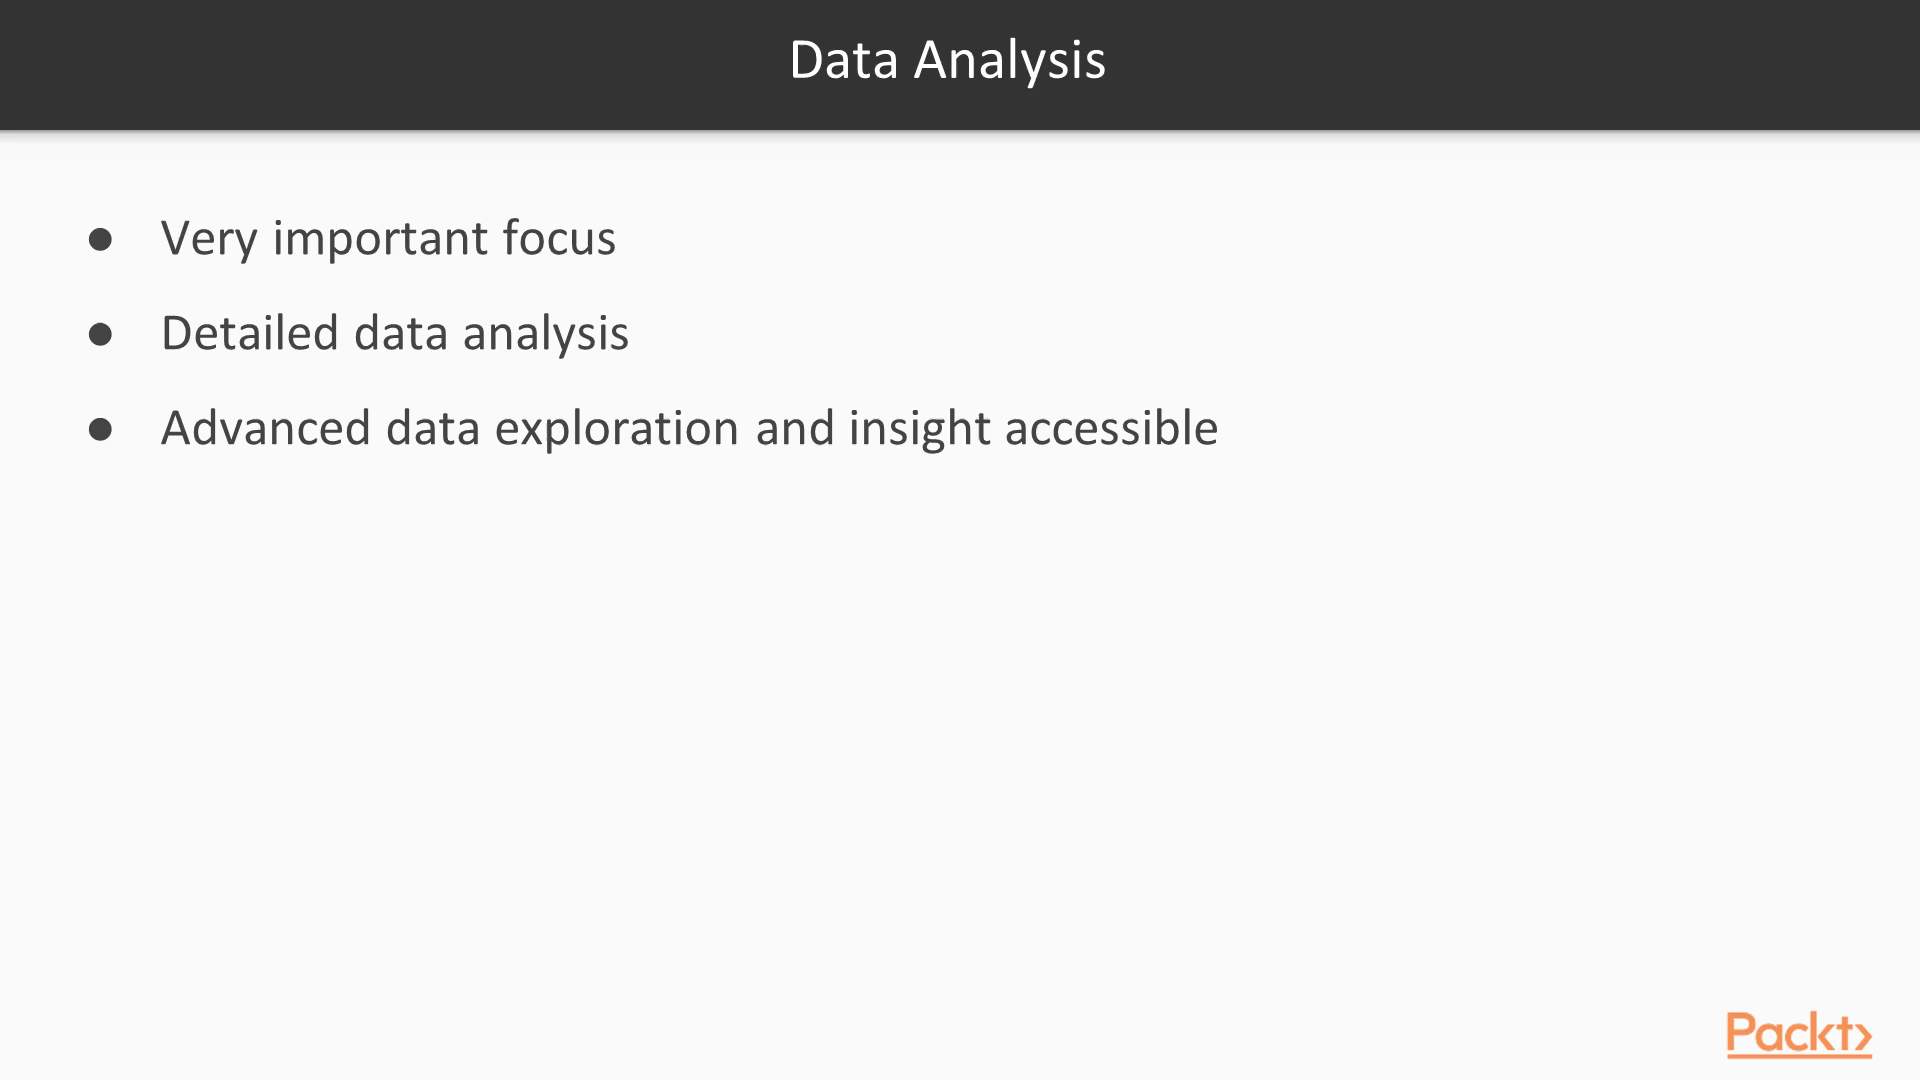 Data Analysis
● Very important focus
● Detailed data analysis
● Advanced data exploration and insight accessible
Packt>